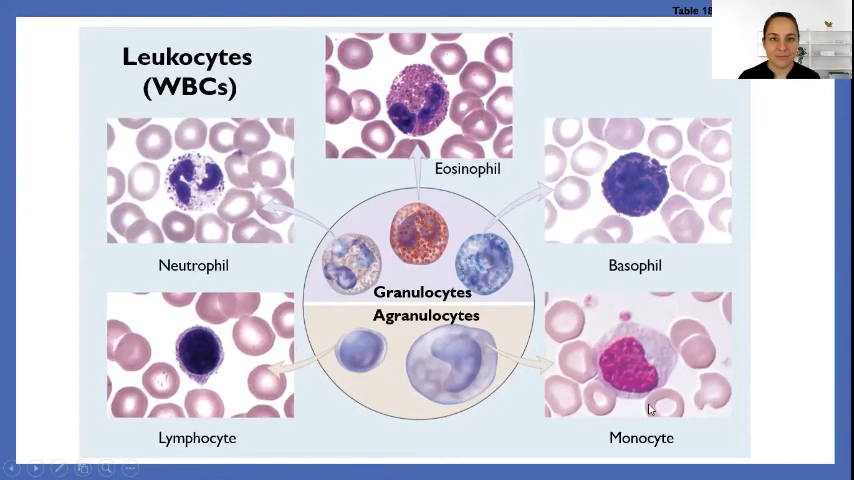 Table 18
Leukocytes
(WBCs)
Eosinophil
Neutrophil
Basophil
Granulocytes
Agranulocytes
Lymphocyte
Monocyte